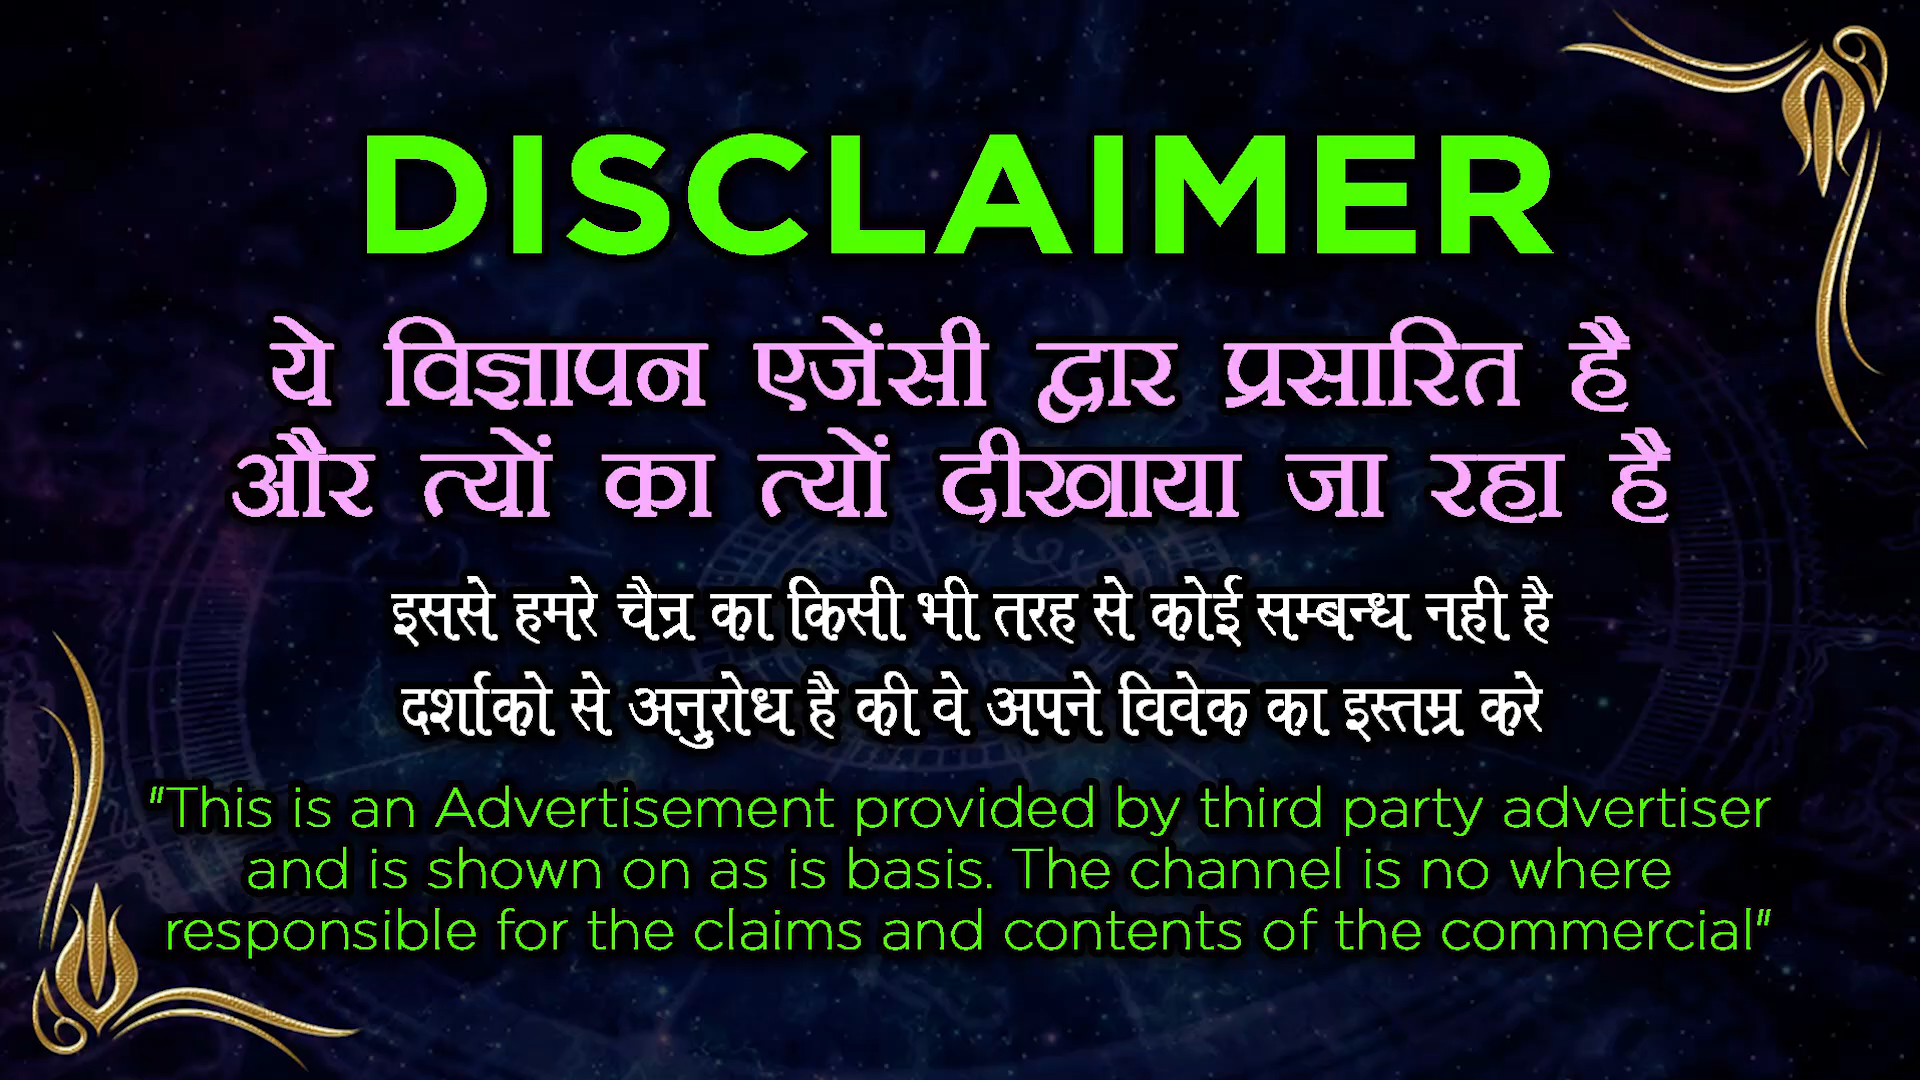 DISCLAIMER
ये विज्ञापन एजेंसी द्वार प्रसारित है
और त्यों का त्यों दीखाया जा रहा है
इससे हमरे चैन्र का किसी भी तरह से कोई सम्बन्ध नही है
दर्शाको से अनुरोध है की वे अपने विवेक का इस्तम्र करे
"This is an Advertisement provided by third party advertiser
and is shown on as is basis. The channel is no where
responsible for the claims and contents of the commercial"